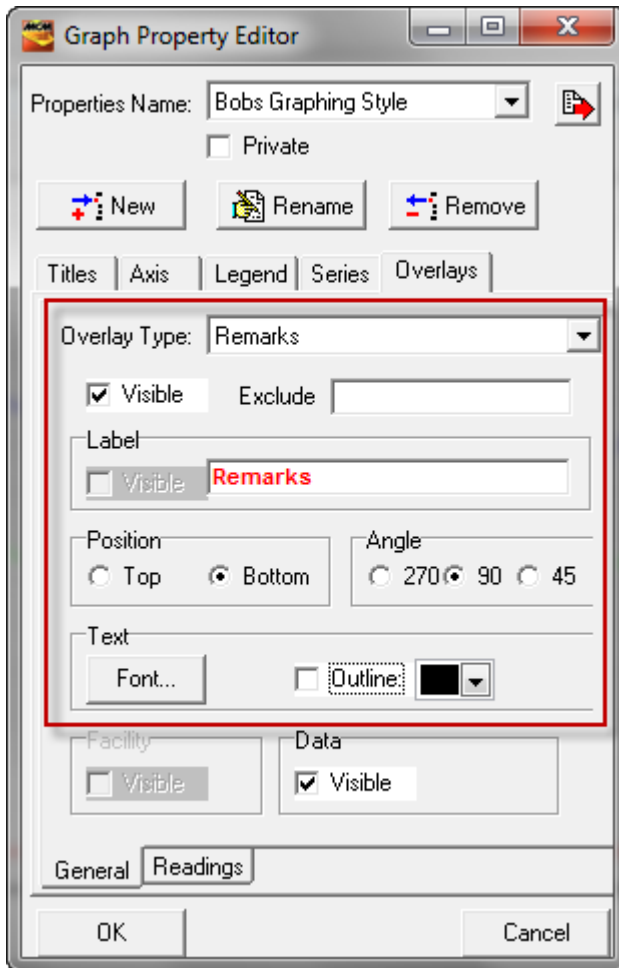 Graph Property Editor
Properties Name: Bobs Graphing Style
Private
New Rename Remove
Titles Axis Legend Series Overlays
Overlay Type: Remarks
Visible Exclude
Label
Visible Remarks
Position Angle
Top Bottom 270 90 45
Text
Font... Outline:
Facility Data
Visible Visible
General Readings
OK Cancel